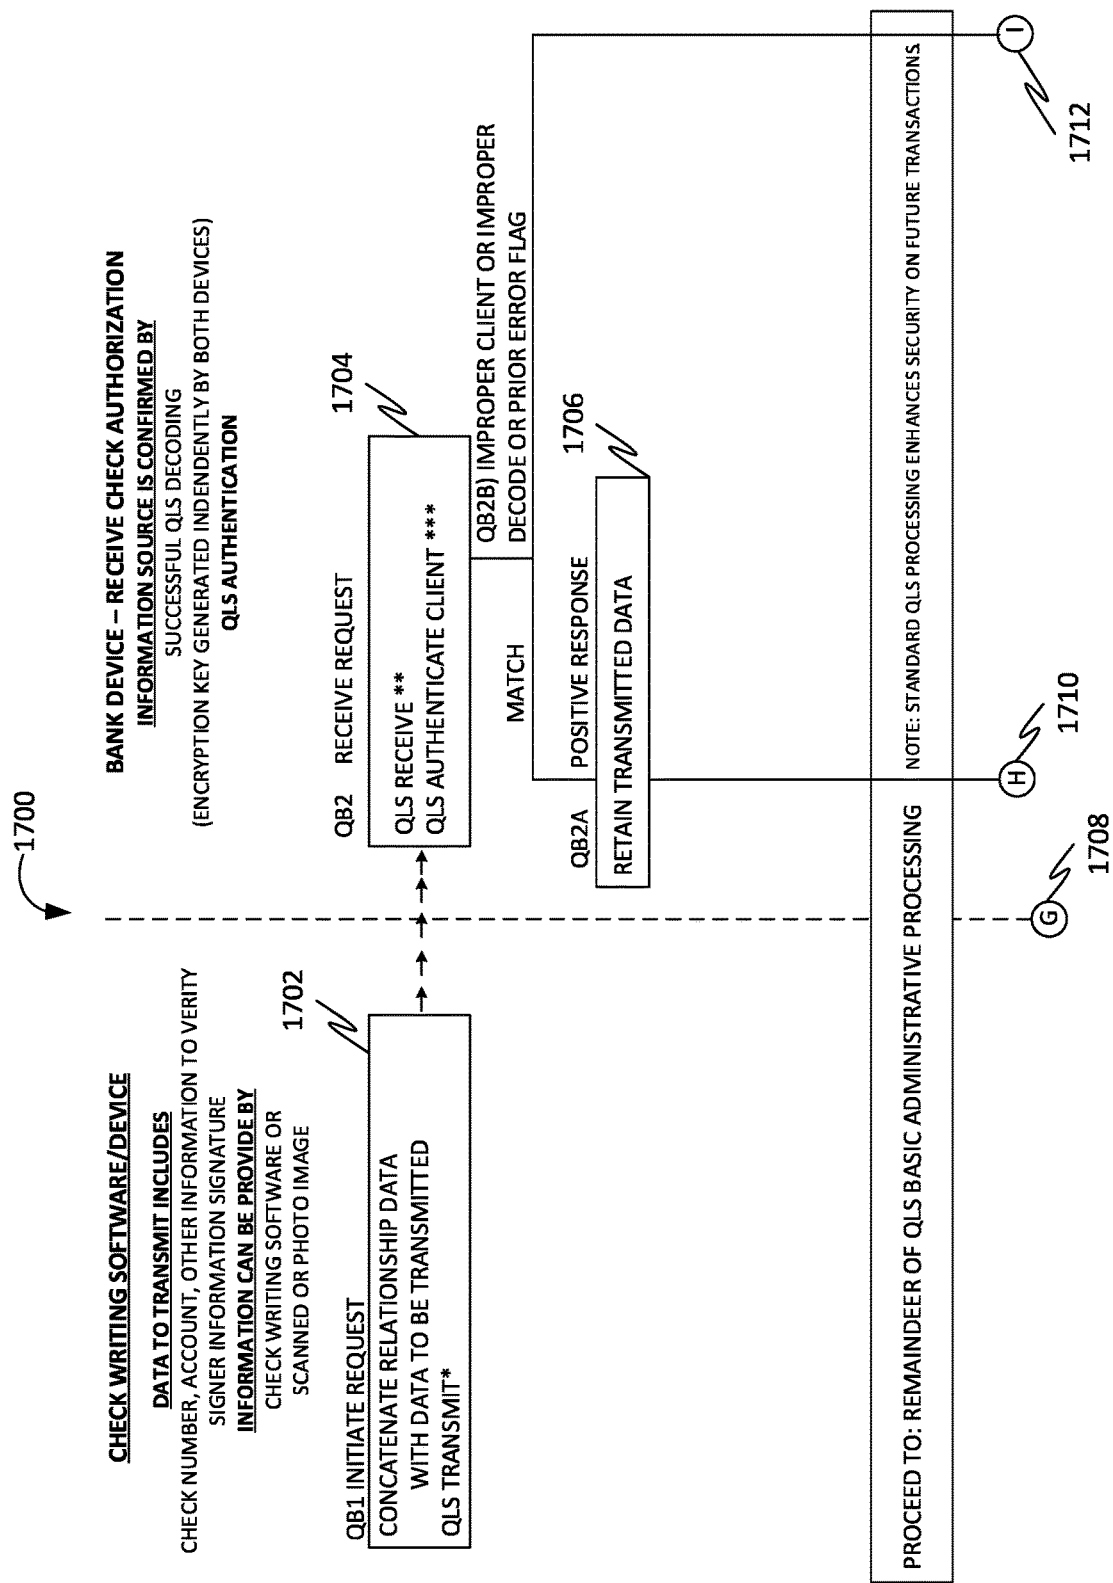 1700
CHECK WRITING SOFTWARE/DEVICE
DATA TO TRANSMIT INCLUDES
CHECK NUMBER, ACCOUNT, OTHER INFORMATION TO VERITY
SIGNER INFORMATION SIGNATURE
INFORMATION CAN BE PROVIDE BY
CHECK WRITING SOFTWARE OR
SCANNED OR PHOTO IMAGE
BANK DEVICE – RECEIVE CHECK AUTHORIZATION
INFORMATION SOURCE IS CONFIRMED BY
SUCCESSFUL QLS DECODING
(ENCRYPTION KEY GENERATED INDENTLY BY BOTH DEVICES)
QLS AUTHENTICATION
1702
QB1 INITIATE REQUEST
CONCATENATE RELATIONSHIP DATA
WITH DATA TO BE TRANSMITTED
QLS TRANSMIT*
QB2 RECEIVE REQUEST
1704
QLS RECEIVE **
QLS AUTHENTICATE CLIENT ***
MATCH
QB2B) IMPROPER CLIENT OR IMPROPER
DECODE OR PRIOR ERROR FLAG
QB2A POSITIVE RESPONSE
1706
RETAIN TRANSMITTED DATA
PROCEED TO: REMAINDEER OF QLS BASIC ADMINISTRATIVE PROCESSING
NOTE: STANDARD QLS PROCESSING ENHANCES SECURITY ON FUTURE TRANSACTIONS
G
1708
H
1710
I
1712